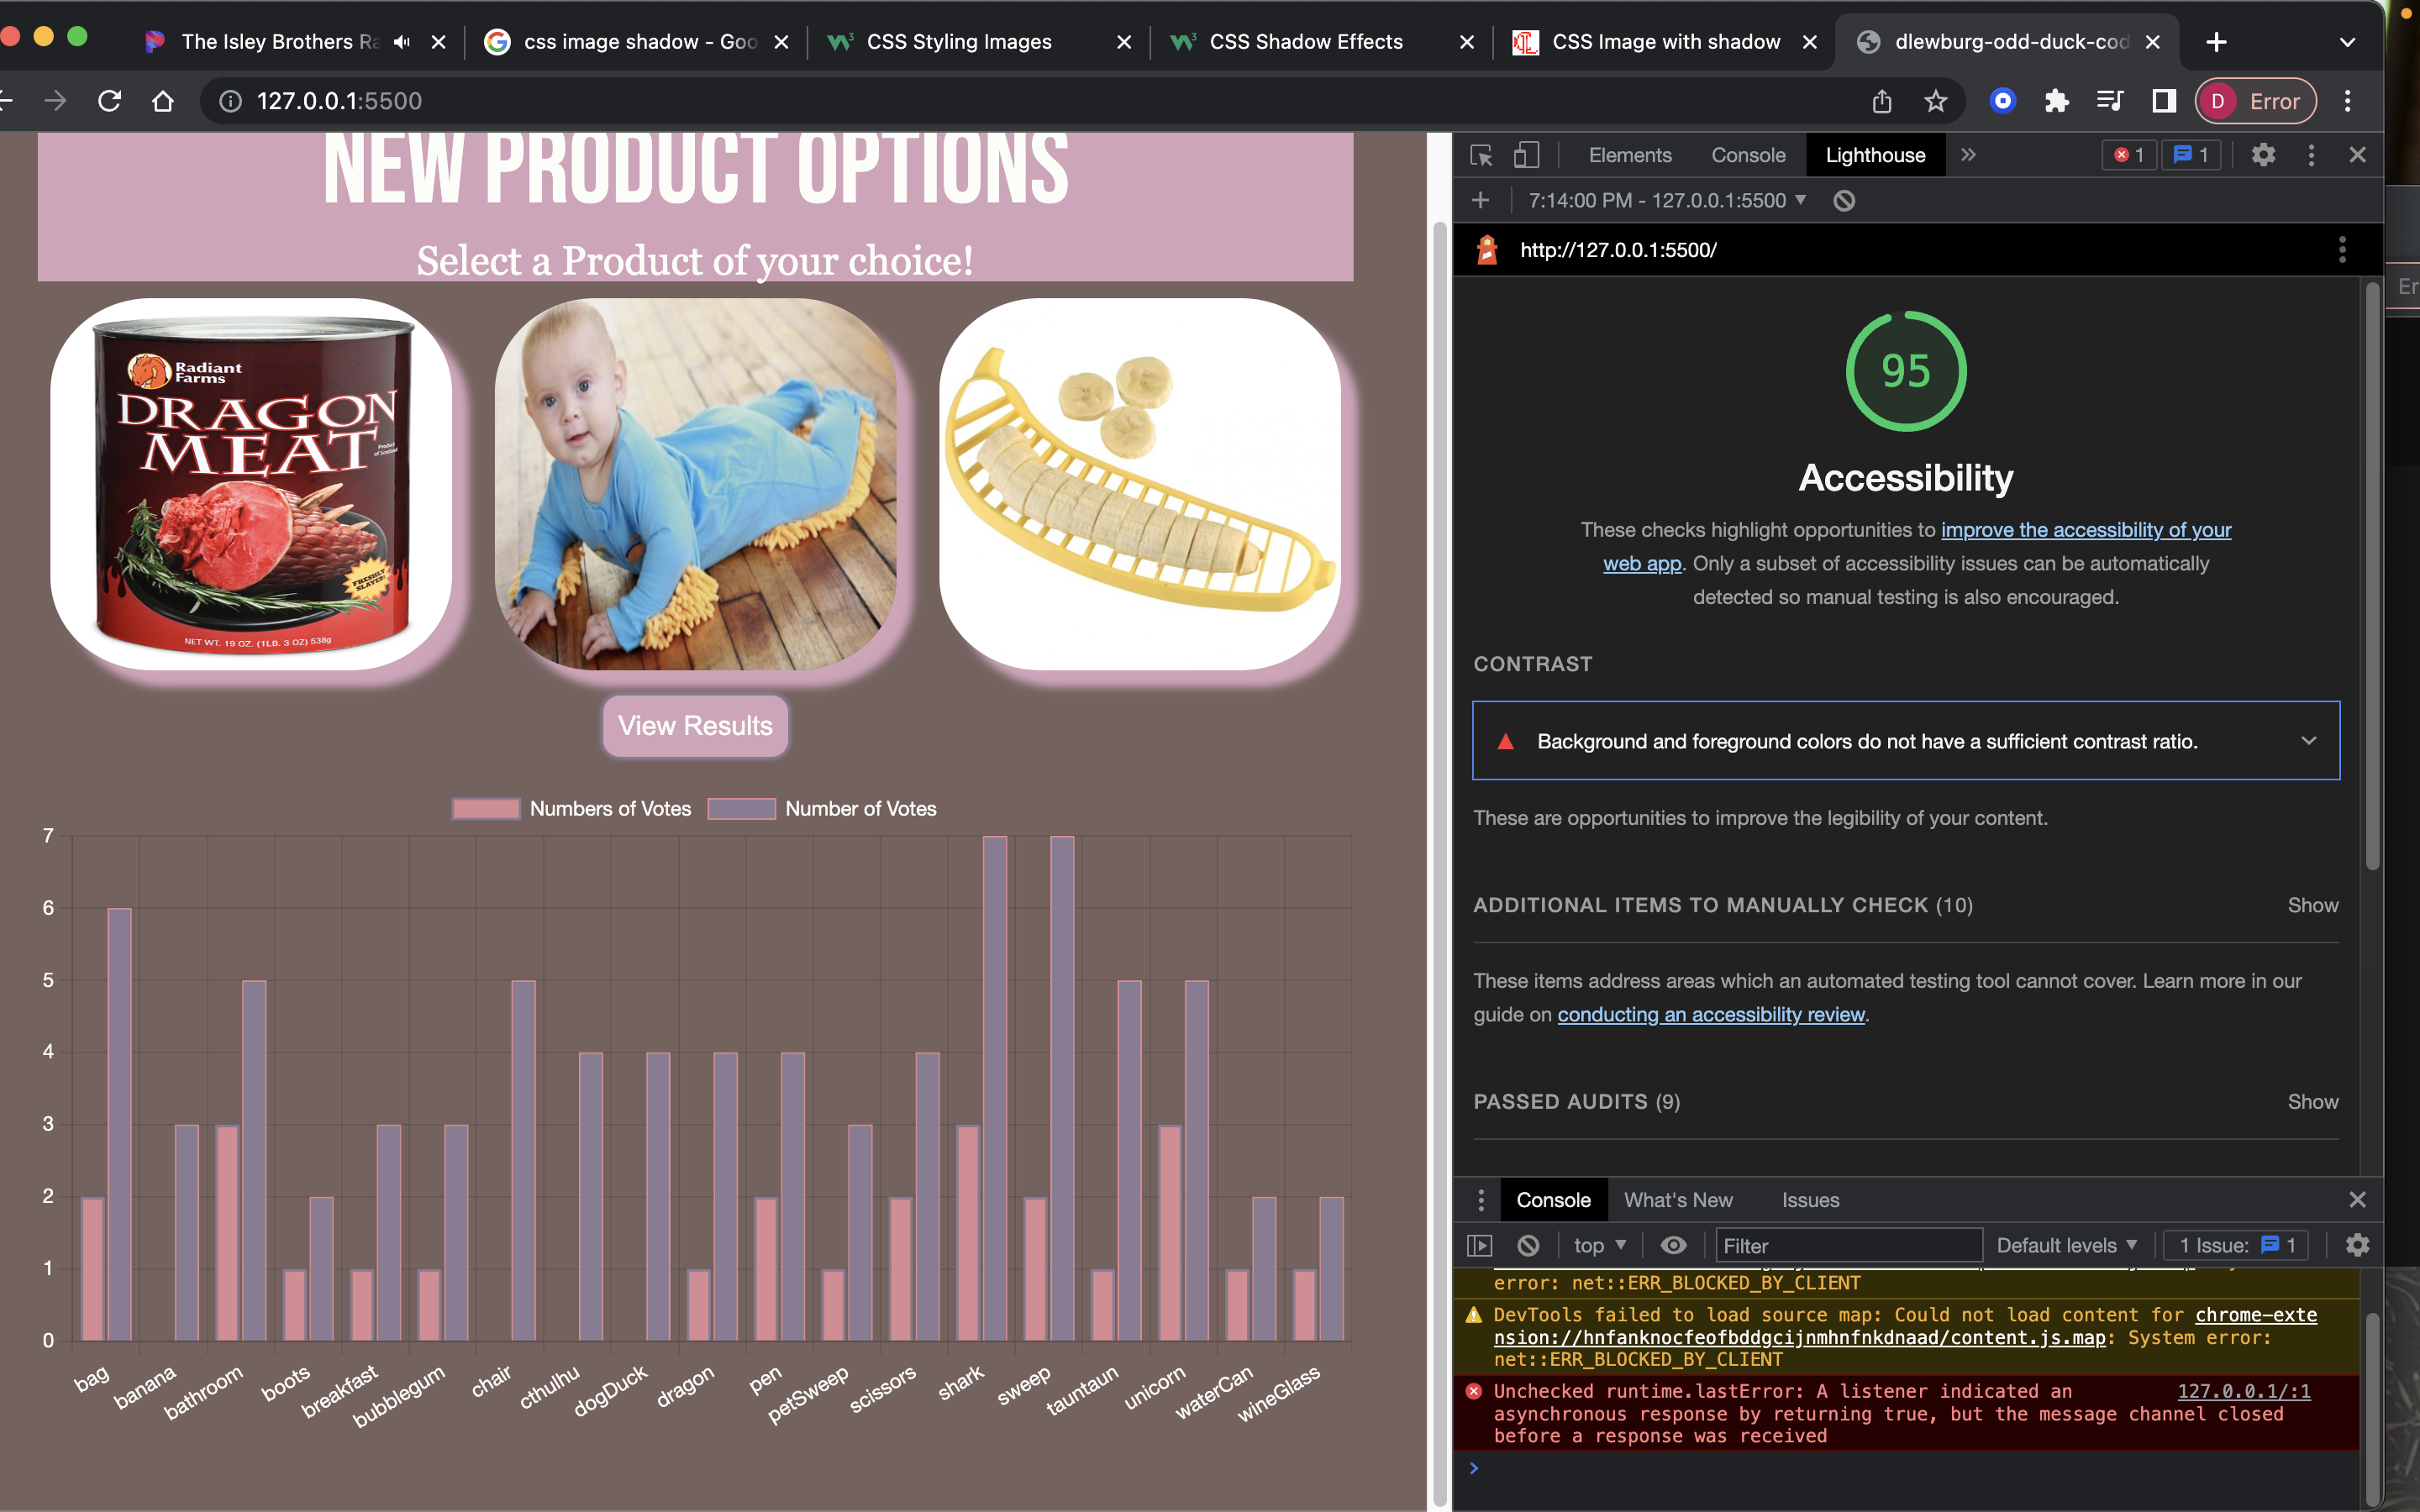 The Isley Brothers Ra
css image shadow - Goo
CSS Styling Images
CSS Shadow Effects
CSS Image with shadow
dlewburg-odd-duck-cod
127.0.0.1:5500
D Error
NEW PRODUCT OPTIONS
Select a Product of your choice!
Radiant
Farms
DRAGON
MEAT
Product
of Scotland
FRESHLY
SLAYED!
NET WT. 19 OZ. (1LB. 3 OZ) 538g
View Results
Numbers of Votes Number of Votes
7
6
5
4
3
2
1
0
bag banana bathroom boots breakfast bubblegum chair cthulhu dogDuck dragon pen petSweep scissors shark sweep tauntaun unicorn waterCan wineGlass
Elements Console Lighthouse 1 1
7:14:00 PM - 127.0.0.1:5500
http://127.0.0.1:5500/
95
Accessibility
These checks highlight opportunities to improve the accessibility of your
web app. Only a subset of accessibility issues can be automatically
detected so manual testing is also encouraged.
CONTRAST
Background and foreground colors do not have a sufficient contrast ratio.
These are opportunities to improve the legibility of your content.
ADDITIONAL ITEMS TO MANUALLY CHECK (10) Show
These items address areas which an automated testing tool cannot cover. Learn more in our
guide on conducting an accessibility review.
PASSED AUDITS (9) Show
Console What's New Issues
top Filter Default levels 1 Issue: 1
error: net::ERR_BLOCKED_BY_CLIENT
DevTools failed to load source map: Could not load content for chrome-exte
nsion://hnfanknocfeofbddgcijnmhnfnkdnaad/content.js.map: System error:
net::ERR_BLOCKED_BY_CLIENT
Unchecked runtime.lastError: A listener indicated an 127.0.0.1/:1
asynchronous response by returning true, but the message channel closed
before a response was received
Er